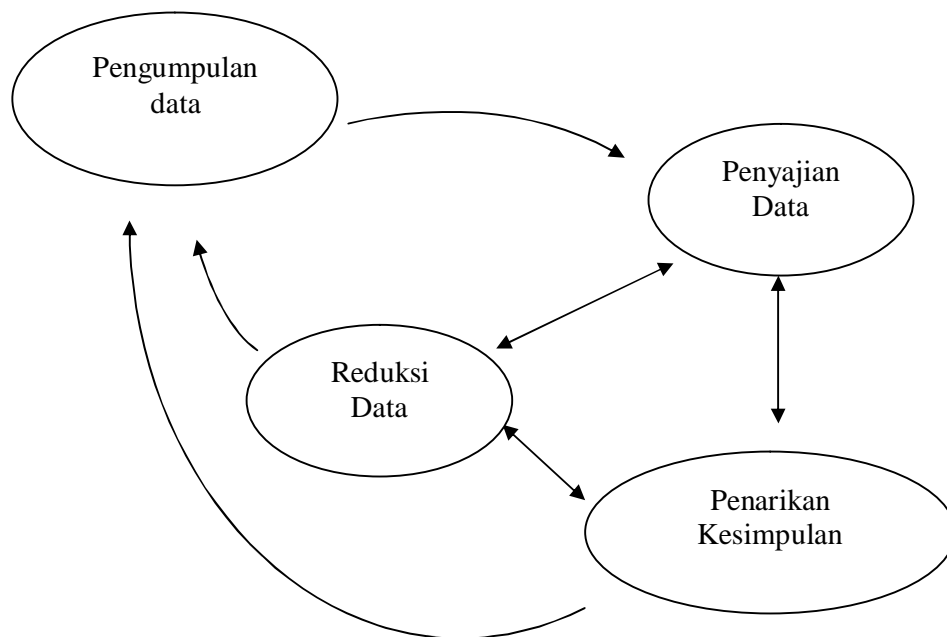 Pengumpulan
data
Penyajian
Data
Reduksi
Data
Penarikan
Kesimpulan